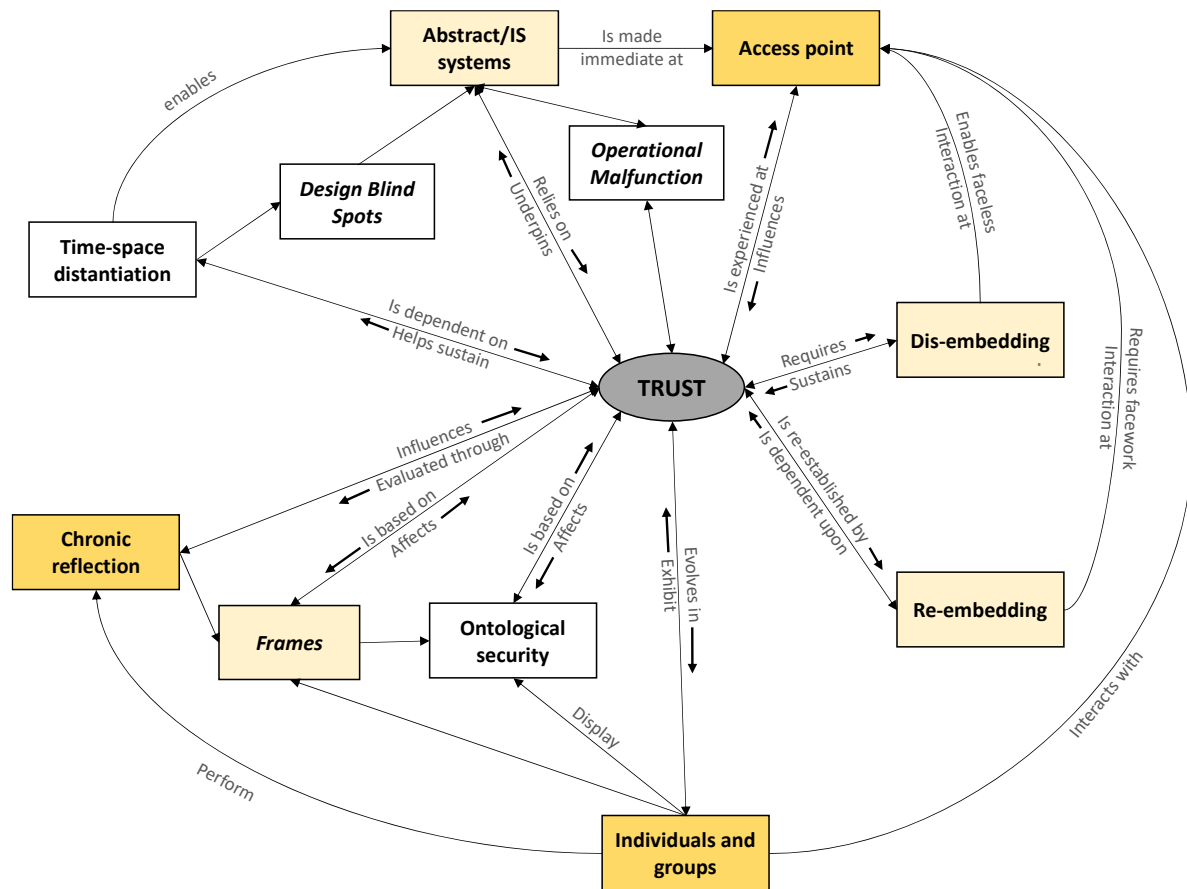 Abstract/IS
systems
Is made
immediate at
Access point
enables
Operational
Malfunction
Design Blind
Spots
Time-space
distantiation
Relies on
Underpins
Is experienced at
Influences
Enables faceless
Interaction at
Is dependent on
Helps sustain
Dis-embedding
Requires
Sustains
TRUST
Requires facework
Interaction at
Influences
Evaluated through
Is re-established by
Is dependent upon
Is based on
Affects
Is based on
Affects
Evolves in
Exhibit
Chronic
reflection
Re-embedding
Frames
Ontological
security
Display
Interacts with
Perform
Individuals and
groups